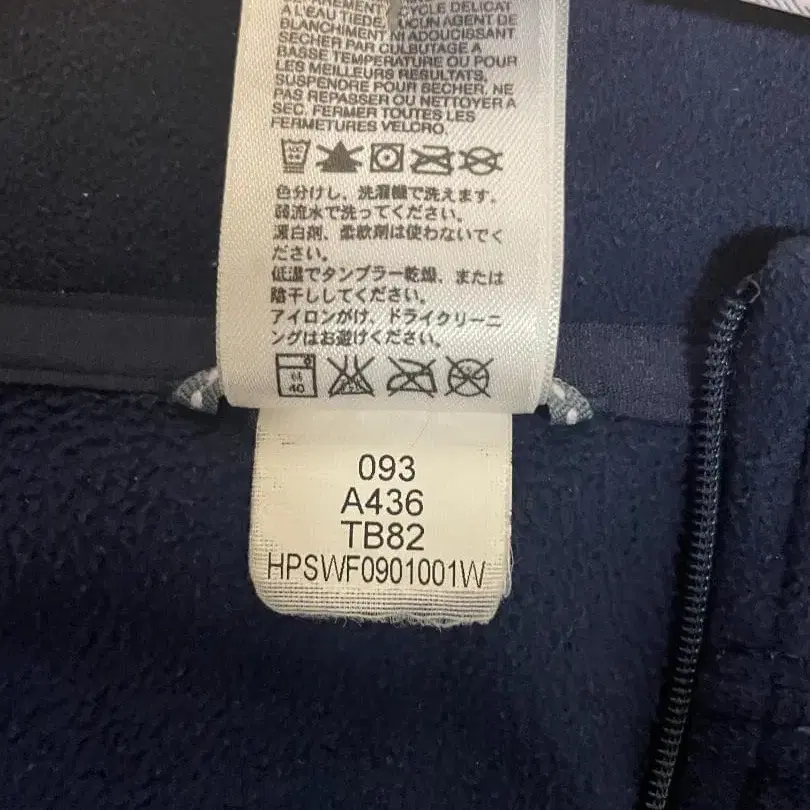 CYCLE DELICAT
A L'EAU TIEDE, AUCUN AGENT DE
BLANCHIMENT NI ADOUCISSANT
SECHER PAR CULBUTAGE A
BASSE TEMPERATURE OU POUR
LES MEILLEURS RESULTATS,
SUSPENDRE POUR SECHER. NE
PAS REPASSER OU NETTOYER A
SEC. FERMER TOUTES LES
FERMETURES VELCRO.
色分けし、洗濯機で洗えます。
弱流水で洗ってください。
漂白剤、柔軟剤は使わないでく
ださい。
低温でタンブラー乾燥、または
陰干ししてください。
アイロンがけ、ドライクリーニ
ングはお避けください。
40
093
A436
TB82
HPSWF0901001W